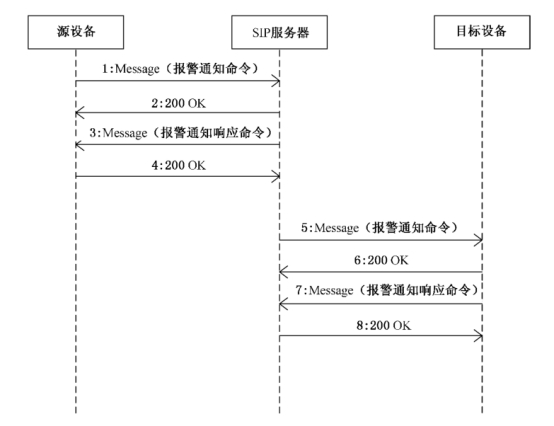 源设备
SIP服务器
目标设备
1:Message（报警通知命令）
2:200 OK
3:Message（报警通知响应命令）
4:200 OK
5:Message（报警通知命令）
6:200 OK
7:Message（报警通知响应命令）
8:200 OK